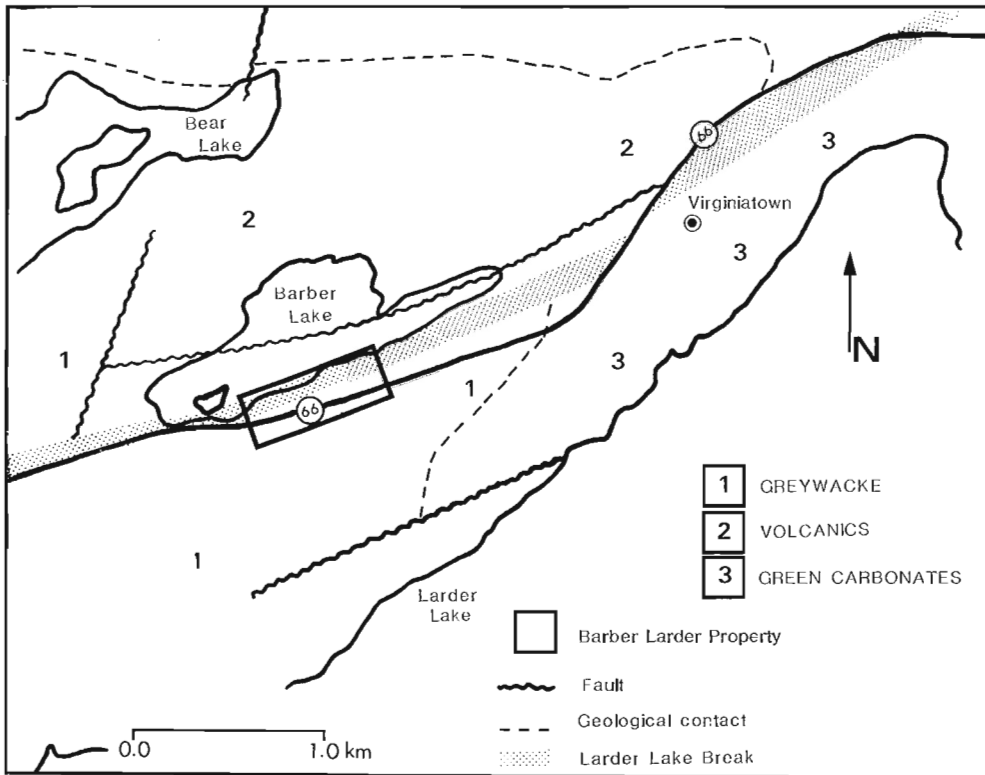 Bear
Lake
2
66
3
Virginiatown
2
3
Barber
Lake
N
1
3
1
66
1 GREYWACKE
2 VOLCANICS
1
3 GREEN CARBONATES
Larder
Lake
Barber Larder Property
Fault
Geological contact
0.0 1.0 km
Larder Lake Break